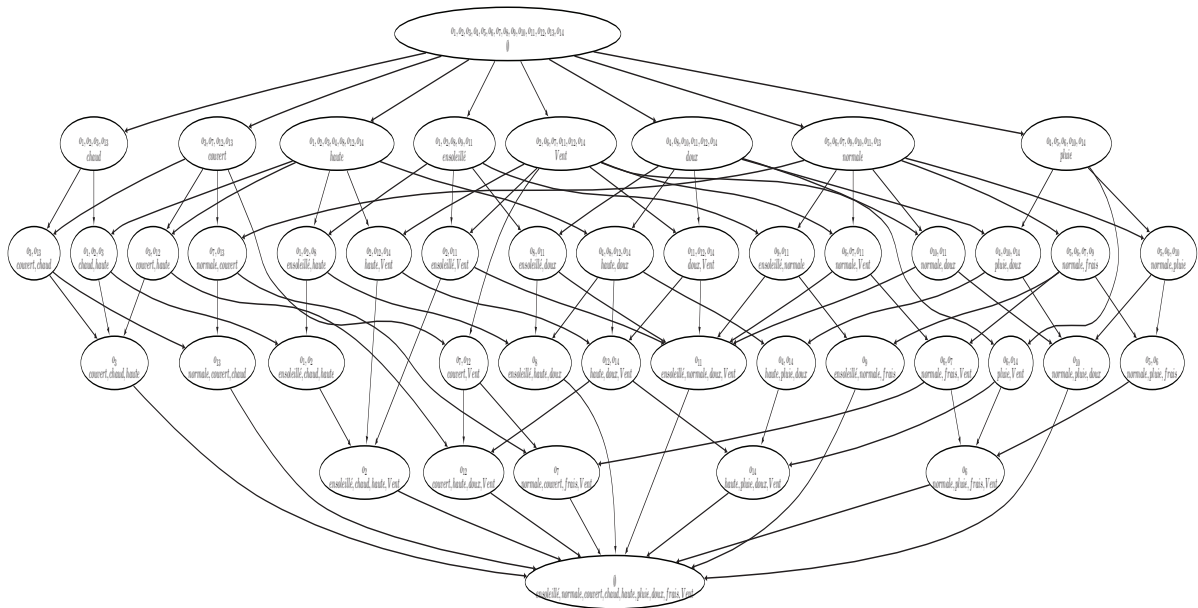 o₁, o₂, o₃, o₄, o₅, o₆, o₇, o₈, o₉, o₁₀, o₁₁, o₁₂, o₁₃, o₁₄
∅
o₁, o₂, o₃, o₁₃
chaud
o₃, o₇, o₁₂, o₁₃
couvert
o₁, o₂, o₃, o₄, o₈, o₁₂, o₁₄
haute
o₁, o₂, o₈, o₉, o₁₁
ensoleillé
o₂, o₆, o₇, o₁₁, o₁₂, o₁₄
Vent
o₄, o₈, o₁₀, o₁₁, o₁₂, o₁₄
doux
o₅, o₆, o₇, o₉, o₁₀, o₁₁, o₁₃
normale
o₄, o₅, o₆, o₁₀, o₁₄
pluie
o₃, o₁₃
couvert, chaud
o₁, o₂, o₃
chaud, haute
o₃, o₁₂
couvert, haute
o₇, o₁₃
normale, couvert
o₁, o₂, o₈
ensoleillé, haute
o₂, o₁₂, o₁₄
haute, Vent
o₂, o₁₁
ensoleillé, Vent
o₈, o₁₁
ensoleillé, doux
o₄, o₈, o₁₂, o₁₄
haute, doux
o₁₁, o₁₂, o₁₄
doux, Vent
o₉, o₁₁
ensoleillé, normale
o₆, o₇, o₁₁
normale, Vent
o₁₀, o₁₁
normale, doux
o₄, o₁₀, o₁₄
pluie, doux
o₅, o₆, o₇, o₉
normale, frais
o₅, o₆, o₁₀
normale, pluie
o₃
couvert, chaud, haute
o₁₃
normale, couvert, chaud
o₁, o₂
ensoleillé, chaud, haute
o₇, o₁₂
couvert, Vent
o₈
ensoleillé, haute, doux
o₁₂, o₁₄
haute, doux, Vent
o₁₁
ensoleillé, normale, doux, Vent
o₄, o₁₄
haute, pluie, doux
o₉
ensoleillé, normale, frais
o₆, o₇
normale, frais, Vent
o₆, o₁₄
pluie, Vent
o₁₀
normale, pluie, doux
o₅, o₆
normale, pluie, frais
o₂
ensoleillé, chaud, haute, Vent
o₁₂
couvert, haute, doux, Vent
o₇
normale, couvert, frais, Vent
o₁₄
haute, pluie, doux, Vent
o₆
normale, pluie, frais, Vent
∅
ensoleillé, normale, couvert, chaud, haute, pluie, doux, frais, Vent